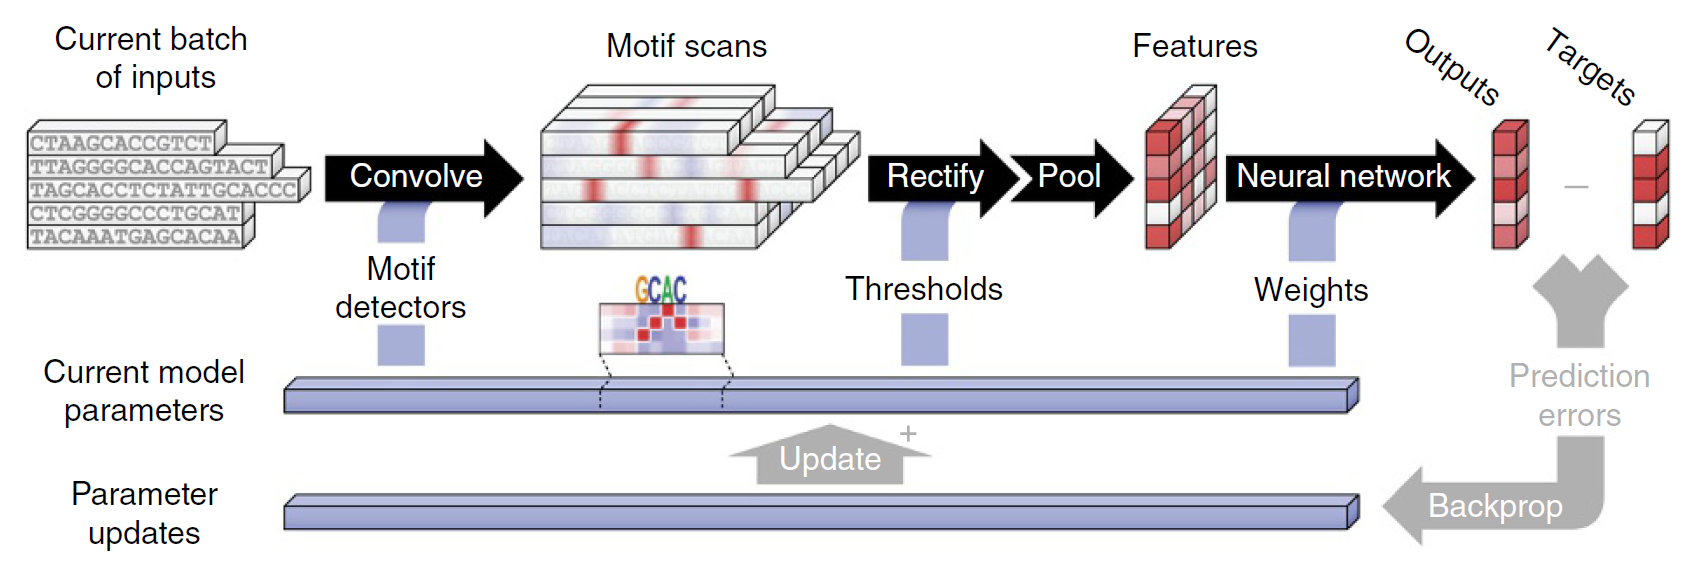 Current batch
of inputs
Motif scans
Features
Outputs
Targets
CTAAGCACCGTCT
TTAGGGGCACCAGTACT
TAGCACCTCTATTGCACCC
CTCGGGGCCCTGCAT
TACAAATGAGCACAA
Convolve
Rectify
Pool
Neural network
–
Motif
detectors
GCAC
Thresholds
Weights
Current model
parameters
Prediction
errors
+
Update
Parameter
updates
Backprop